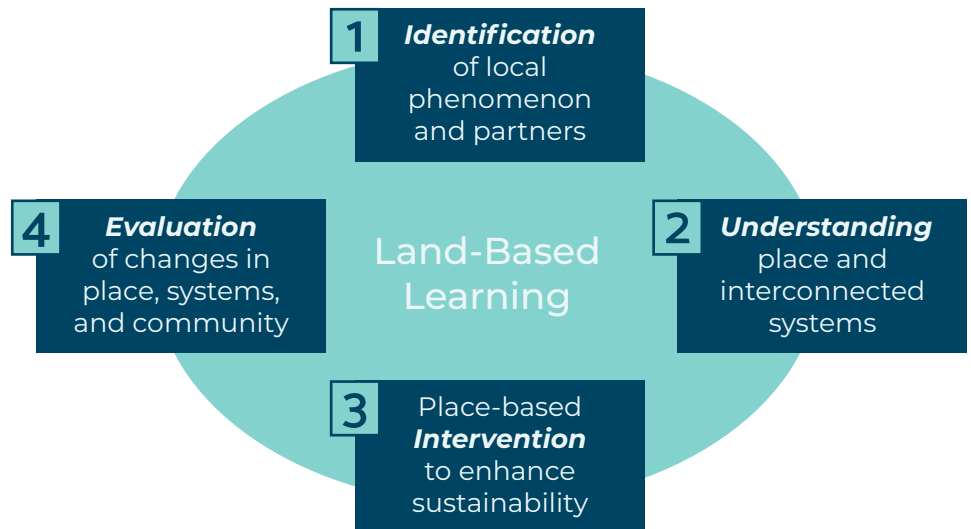 1
Identification
of local
phenomenon
and partners
2
Understanding
place and
interconnected
systems
3
Place-based
Intervention
to enhance
sustainability
4
Evaluation
of changes in
place, systems,
and community
Land-Based
Learning